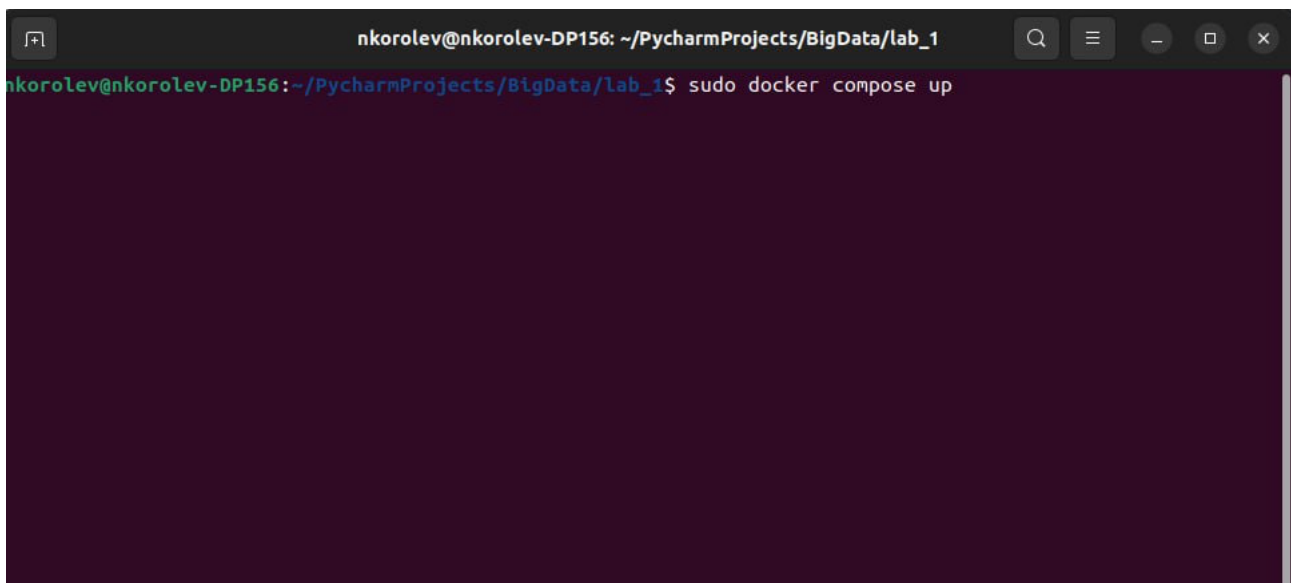 nkorolev@nkorolev-DP156: ~/PycharmProjects/BigData/lab_1
nkorolev@nkorolev-DP156:~/PycharmProjects/BigData/lab_1$ sudo docker compose up